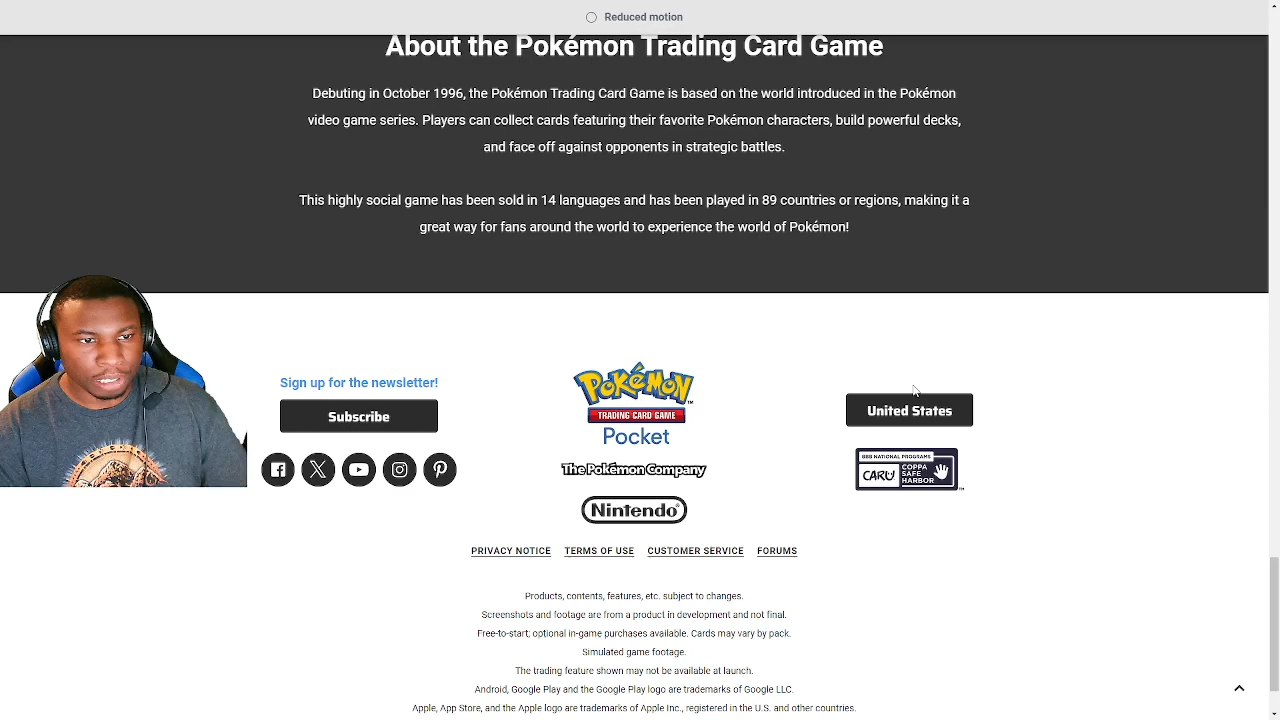 Reduced motion
About the Pokémon Trading Card Game
Debuting in October 1996, the Pokémon Trading Card Game is based on the world introduced in the Pokémon
video game series. Players can collect cards featuring their favorite Pokémon characters, build powerful decks,
and face off against opponents in strategic battles.
This highly social game has been sold in 14 languages and has been played in 89 countries or regions, making it a
great way for fans around the world to experience the world of Pokémon!
Sign up for the newsletter!
Subscribe
POKÉMON
TRADING CARD GAME
Pocket
The Pokémon Company
Nintendo
United States
BBB NATIONAL PROGRAMS
CARU
COPPA
SAFE
HARBOR
PRIVACY NOTICE TERMS OF USE CUSTOMER SERVICE FORUMS
Products, contents, features, etc. subject to changes.
Screenshots and footage are from a product in development and not final.
Free-to-start; optional in-game purchases available. Cards may vary by pack.
Simulated game footage.
The trading feature shown may not be available at launch.
Android, Google Play and the Google Play logo are trademarks of Google LLC.
Apple, App Store, and the Apple logo are trademarks of Apple Inc., registered in the U.S. and other countries.